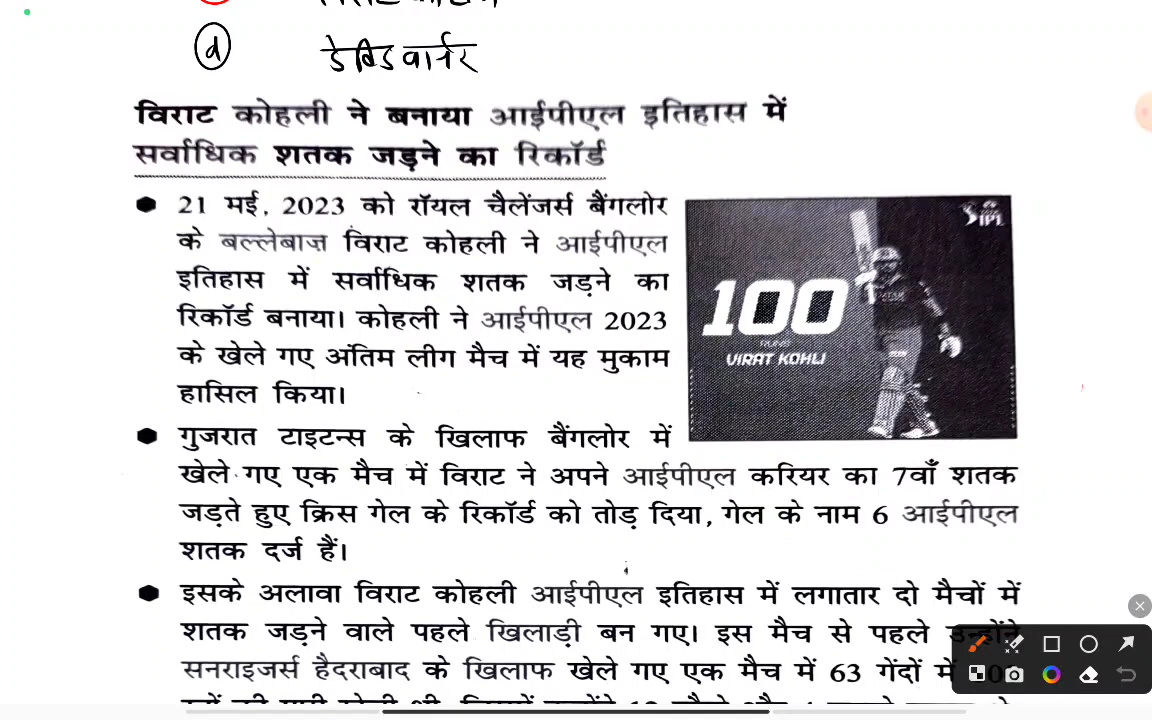 d
डेविड वार्नर
विराट कोहली ने बनाया आईपीएल इतिहास में
सर्वाधिक शतक जड़ने का रिकॉर्ड
21 मई, 2023 को रॉयल चैलेंजर्स बैंगलोर
के बल्लेबाज विराट कोहली ने आईपीएल
इतिहास में सर्वाधिक शतक जड़ने का
रिकॉर्ड बनाया। कोहली ने आईपीएल 2023
के खेले गए अंतिम लीग मैच में यह मुकाम
हासिल किया।
IPL
100
RUNS
VIRAT KOHLI
गुजरात टाइटन्स के खिलाफ बैंगलोर में
खेले गए एक मैच में विराट ने अपने आईपीएल करियर का 7वाँ शतक
जड़ते हुए क्रिस गेल के रिकॉर्ड को तोड़ दिया, गेल के नाम 6 आईपीएल
शतक दर्ज हैं।
इसके अलावा विराट कोहली आईपीएल इतिहास में लगातार दो मैचों में
शतक जड़ने वाले पहले खिलाड़ी बन गए। इस मैच से पहले उन्होंने
सनराइजर्स हैदराबाद के खिलाफ खेले गए एक मैच में 63 गेंदों में